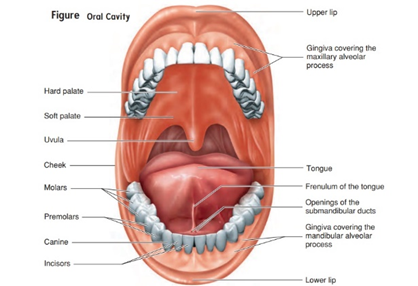 Figure Oral Cavity
Upper lip
Gingiva covering the
maxillary alveolar
process
Hard palate
Soft palate
Uvula
Cheek
Molars
Premolars
Canine
Incisors
Tongue
Frenulum of the tongue
Openings of the
submandibular ducts
Gingiva covering the
mandibular alveolar
process
Lower lip